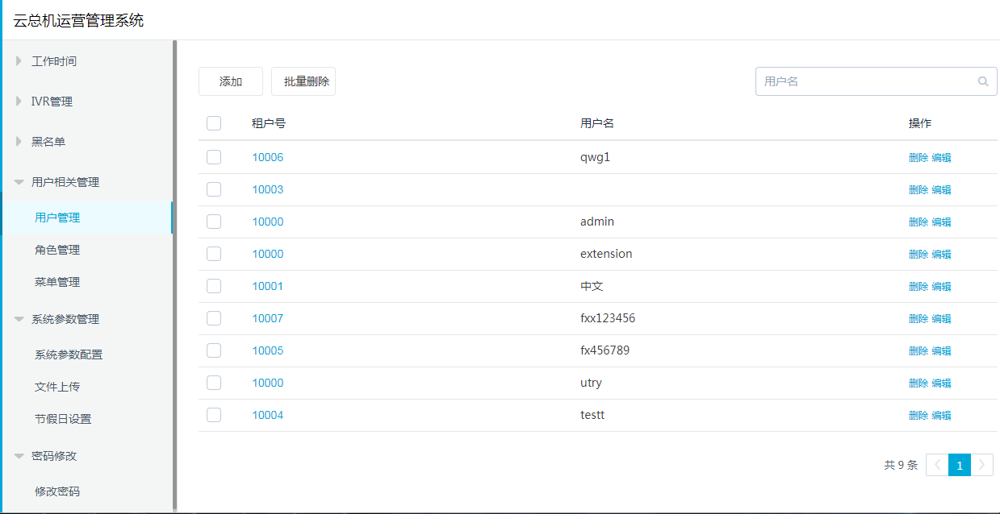 云总机运营管理系统
工作时间
IVR管理
黑名单
用户相关管理
用户管理
角色管理
菜单管理
系统参数管理
系统参数配置
文件上传
节假日设置
密码修改
修改密码
添加 批量删除 用户名
租户号 用户名 操作
10006 qwg1 删除 编辑
10003 删除 编辑
10000 admin 删除 编辑
10000 extension 删除 编辑
10001 中文 删除 编辑
10007 fxx123456 删除 编辑
10005 fx456789 删除 编辑
10000 utry 删除 编辑
10004 testt 删除 编辑
共 9 条 1